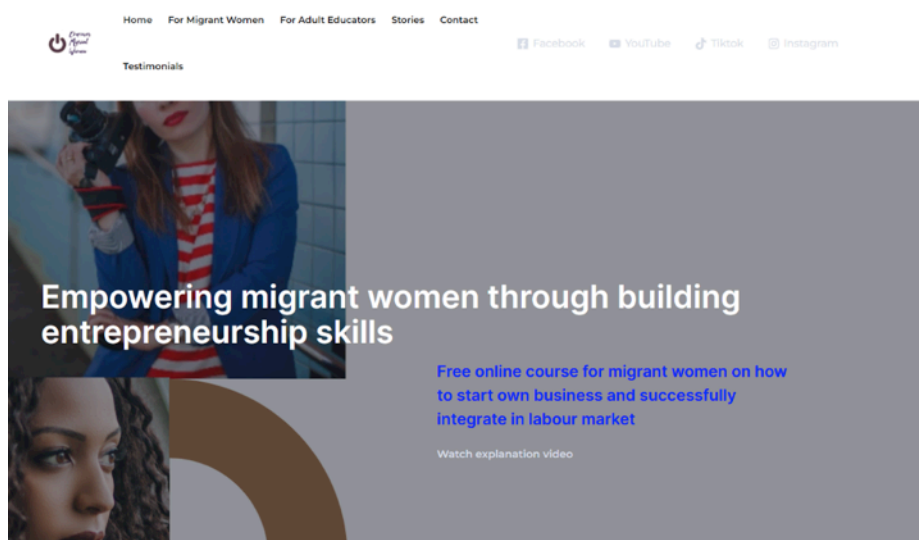 Home For Migrant Women For Adult Educators Stories Contact
Migrant
Women
Facebook YouTube Tiktok Instagram
Testimonials
Empowering migrant women through building
entrepreneurship skills
Free online course for migrant women on how
to start own business and successfully
integrate in labour market
Watch explanation video